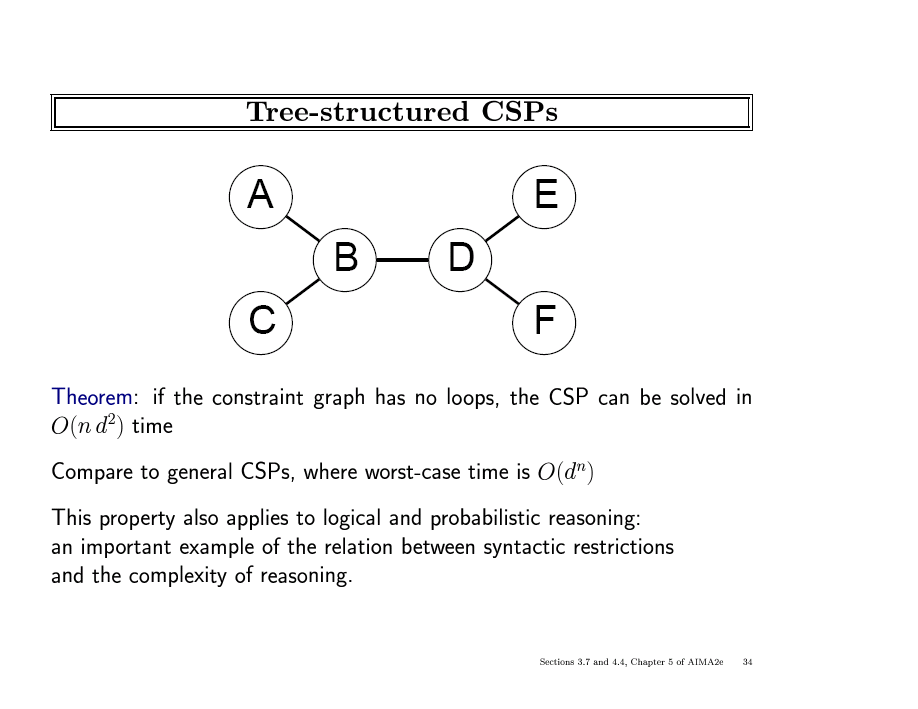 Tree-structured CSPs
A
E
B
D
C
F
Theorem: if the constraint graph has no loops, the CSP can be solved in
O(n d²) time
Compare to general CSPs, where worst-case time is O(dⁿ)
This property also applies to logical and probabilistic reasoning:
an important example of the relation between syntactic restrictions
and the complexity of reasoning.
Sections 3.7 and 4.4, Chapter 5 of AIMA2e 34